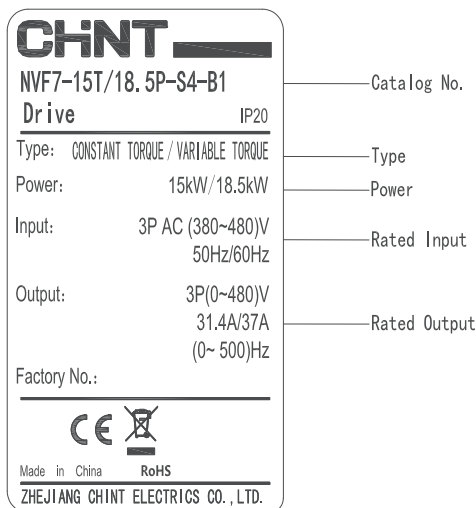 CHNT
NVF7-15T/18.5P-S4-B1
Catalog No.
Drive IP20
Type: CONSTANT TORQUE / VARIABLE TORQUE
Type
Power: 15kW/18.5kW
Power
Input: 3P AC (380~480)V
50Hz/60Hz
Rated Input
Output: 3P(0~480)V
31.4A/37A
Rated Output
(0~ 500)Hz
Factory No.:
CE
Made in China RoHS
ZHEJIANG CHINT ELECTRICS CO.,LTD.